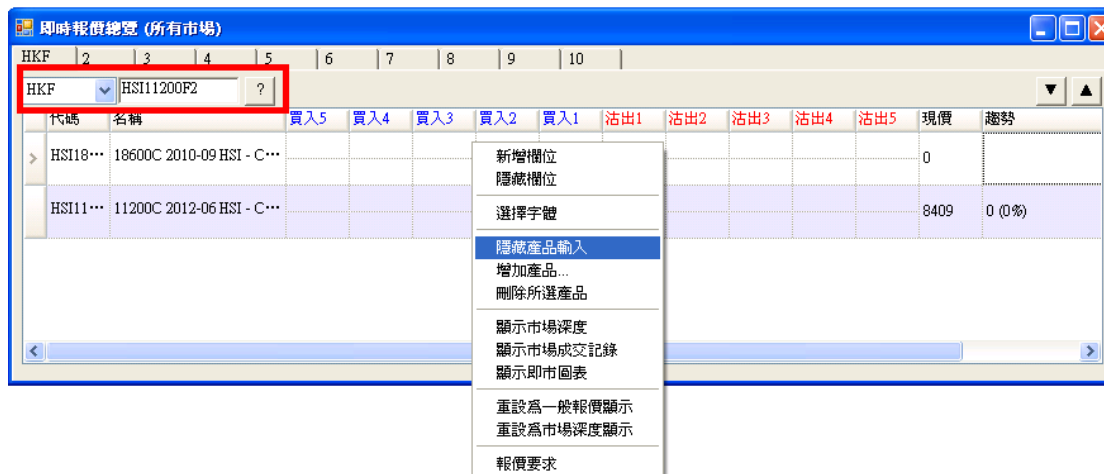 即時報價總覽 (所有市場)
HKF 2 3 4 5 6 7 8 9 10
HKF HSI11200F2 ?
代碼 名稱 買入5 買入4 買入3 買入2 買入1 沽出1 沽出2 沽出3 沽出4 沽出5 現價 趨勢
HSI18… 18600C 2010-09 HSI - C… 0
HSI11… 11200C 2012-06 HSI - C… 8409 0 (0%)
新增欄位
隱藏欄位
選擇字體
隱藏產品輸入
增加產品...
刪除所選產品
顯示市場深度
顯示市場成交記錄
顯示即市圖表
重設為一般報價顯示
重設為市場深度顯示
報價要求